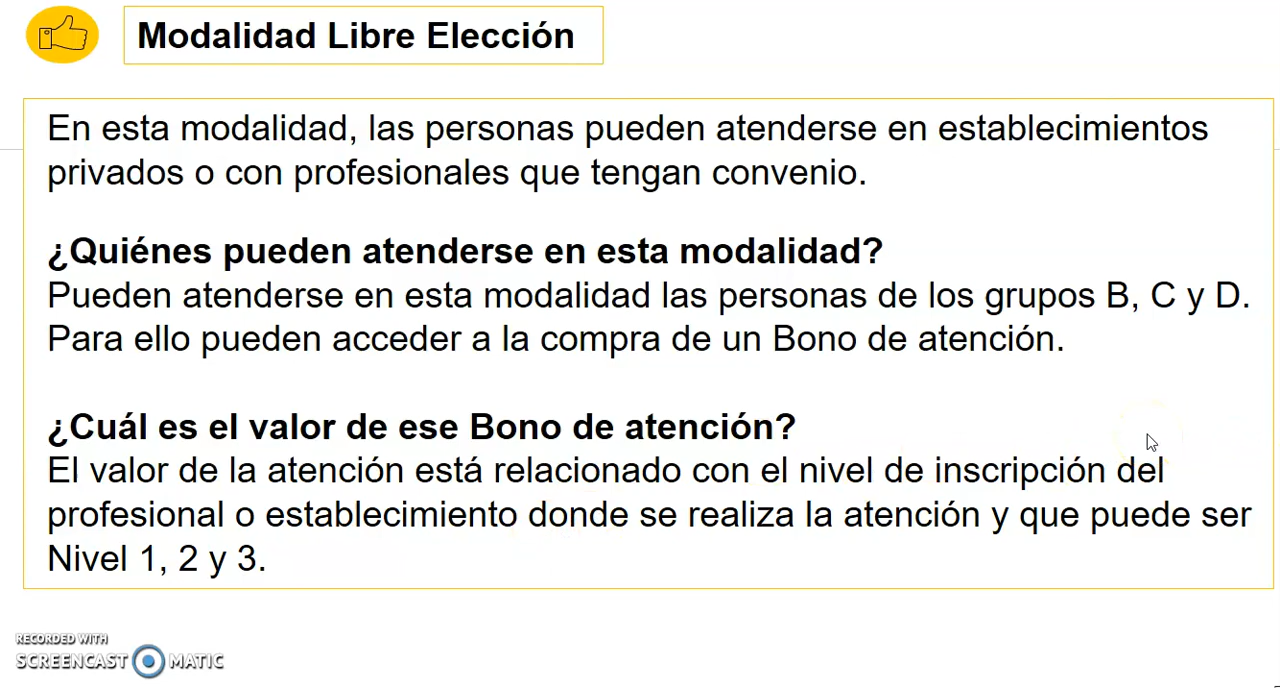 Modalidad Libre Elección
En esta modalidad, las personas pueden atenderse en establecimientos
privados o con profesionales que tengan convenio.
¿Quiénes pueden atenderse en esta modalidad?
Pueden atenderse en esta modalidad las personas de los grupos B, C y D.
Para ello pueden acceder a la compra de un Bono de atención.
¿Cuál es el valor de ese Bono de atención?
El valor de la atención está relacionado con el nivel de inscripción del
profesional o establecimiento donde se realiza la atención y que puede ser
Nivel 1, 2 y 3.
RECORDED WITH
SCREENCAST MATIC